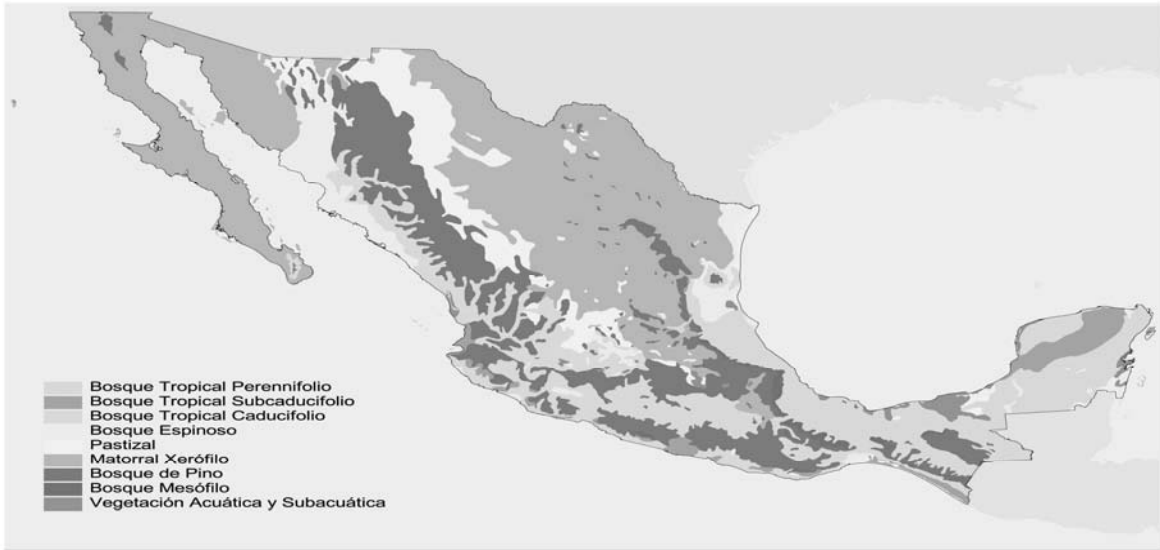 Bosque Tropical Perennifolio
Bosque Tropical Subcaducifolio
Bosque Tropical Caducifolio
Bosque Espinoso
Pastizal
Matorral Xerófilo
Bosque de Pino
Bosque Mesófilo
Vegetación Acuática y Subacuática